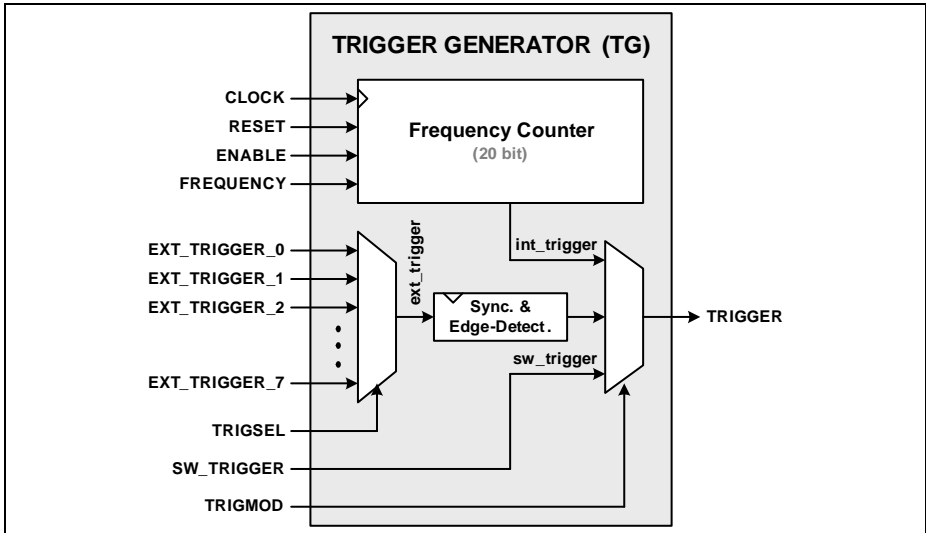 TRIGGER GENERATOR (TG)
CLOCK
RESET
ENABLE
FREQUENCY
Frequency Counter
(20 bit)
EXT_TRIGGER_0
EXT_TRIGGER_1
EXT_TRIGGER_2
EXT_TRIGGER_7
ext_trigger
int_trigger
Sync. &
Edge-Detect.
sw_trigger
TRIGGER
TRIGSEL
SW_TRIGGER
TRIGMOD